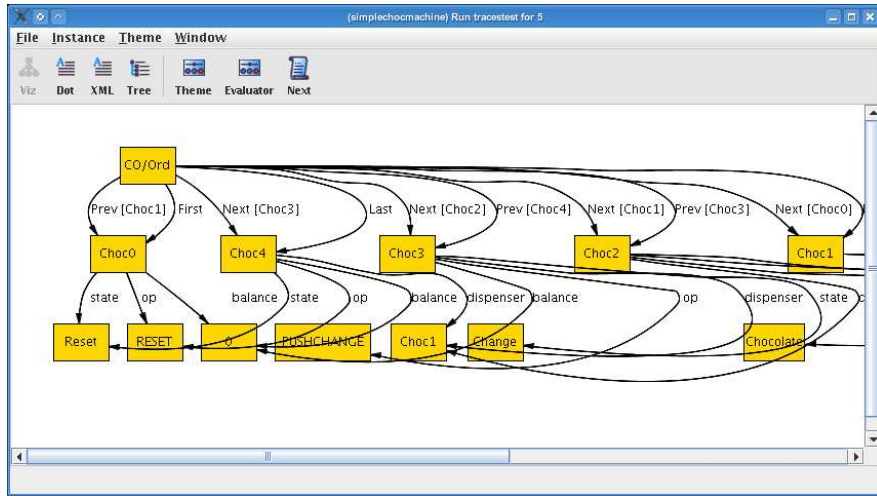 (simplechocmachine) Run tracestest for 5
File Instance Theme Window
Viz Dot XML Tree Theme Evaluator Next
CO/Ord
Prev [Choc1] First Next [Choc3] Last Next [Choc2] Prev [Choc4] Next [Choc1] Prev [Choc3] Next [Choc0]
Choc0 Choc4 Choc3 Choc2 Choc1
state op balance state op balance dispenser balance op dispenser state
Reset RESET 0 PUSHCHANGE Choc1 Change Chocolate